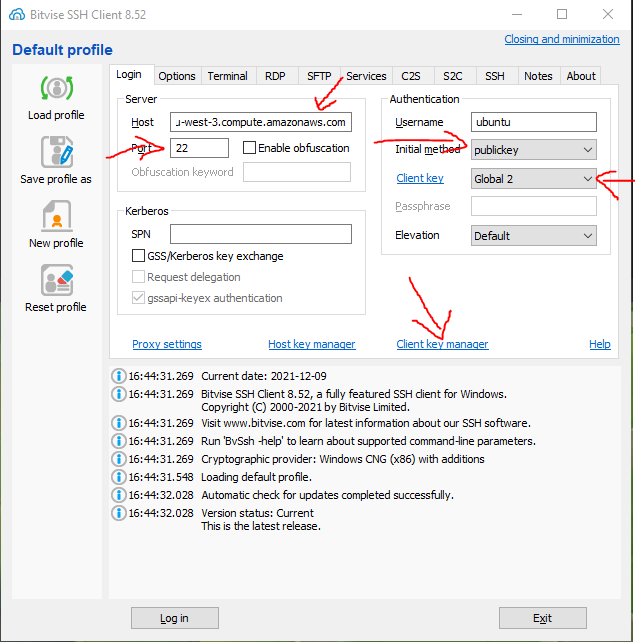 Bitvise SSH Client 8.52
Default profile
Closing and minimization
Load profile
Save profile as
New profile
Reset profile
Login Options Terminal RDP SFTP Services C2S S2C SSH Notes About
Server
Host u-west-3.compute.amazonaws.com
Port 22 Enable obfuscation
Obfuscation keyword
Kerberos
SPN
GSS/Kerberos key exchange
Request delegation
gssapi-keyex authentication
Authentication
Username ubuntu
Initial method publickey
Client key Global 2
Passphrase
Elevation Default
Proxy settings Host key manager Client key manager Help
16:44:31.269 Current date: 2021-12-09
16:44:31.269 Bitvise SSH Client 8.52, a fully featured SSH client for Windows.
Copyright (C) 2000-2021 by Bitvise Limited.
16:44:31.269 Visit www.bitvise.com for latest information about our SSH software.
16:44:31.269 Run 'BvSsh -help' to learn about supported command-line parameters.
16:44:31.269 Cryptographic provider: Windows CNG (x86) with additions
16:44:31.548 Loading default profile.
16:44:32.028 Automatic check for updates completed successfully.
16:44:32.028 Version status: Current
This is the latest release.
Log in Exit